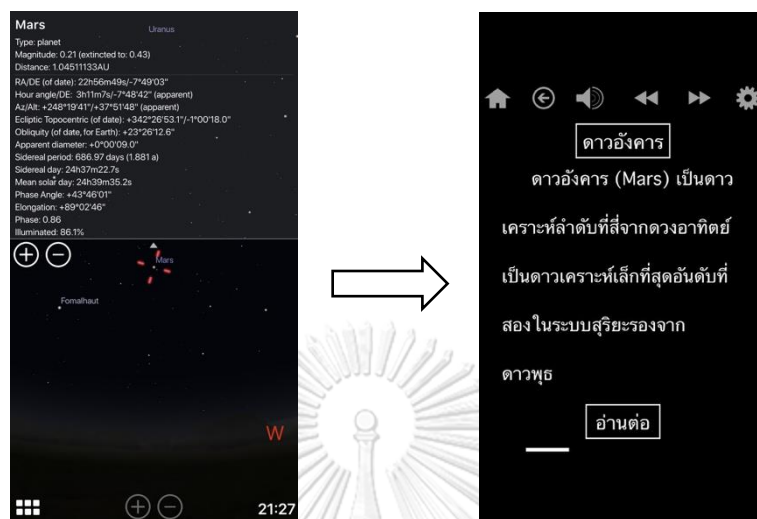 Mars
Uranus
Type: planet
Magnitude: 0.21 (extincted to: 0.43)
Distance: 1.04511133AU
RA/DE (of date): 22h56m49s/-7°49'03"
Hour angle/DE: 3h11m7s/-7°48'42" (apparent)
Az/Alt: +248°19'41"/+37°51'48" (apparent)
Ecliptic Topocentric (of date): +342°26'53.1"/-1°00'18.0"
Obliquity (of date, for Earth): +23°26'12.6"
Apparent diameter: +0°00'09.0"
Sidereal period: 686.97 days (1.881 a)
Sidereal day: 24h37m22.7s
Mean solar day: 24h39m35.2s
Phase Angle: +43°46'01"
Elongation: +89°02'46"
Phase: 0.86
Illuminated: 86.1%
Mars
Fomalhaut
W
21:27
ดาวอังคาร
ดาวอังคาร (Mars) เป็นดาว
เคราะห์ลำดับที่สี่จากดวงอาทิตย์
เป็นดาวเคราะห์เล็กที่สุดอันดับที่
สองในระบบสุริยะรองจาก
ดาวพุธ
อ่านต่อ